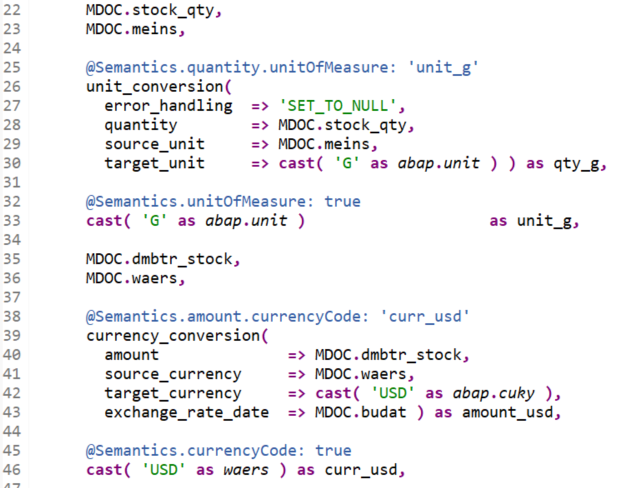 22 MDOC.stock_qty,
23 MDOC.meins,
24
25 @Semantics.quantity.unitOfMeasure: 'unit_g'
26 unit_conversion(
27 error_handling => 'SET_TO_NULL',
28 quantity => MDOC.stock_qty,
29 source_unit => MDOC.meins,
30 target_unit => cast( 'G' as abap.unit ) ) as qty_g,
31
32 @Semantics.unitOfMeasure: true
33 cast( 'G' as abap.unit ) as unit_g,
34
35 MDOC.dmbtr_stock,
36 MDOC.waers,
37
38 @Semantics.amount.currencyCode: 'curr_usd'
39 currency_conversion(
40 amount => MDOC.dmbtr_stock,
41 source_currency => MDOC.waers,
42 target_currency => cast( 'USD' as abap.cuky ),
43 exchange_rate_date => MDOC.budat ) as amount_usd,
44
45 @Semantics.currencyCode: true
46 cast( 'USD' as waers ) as curr_usd,